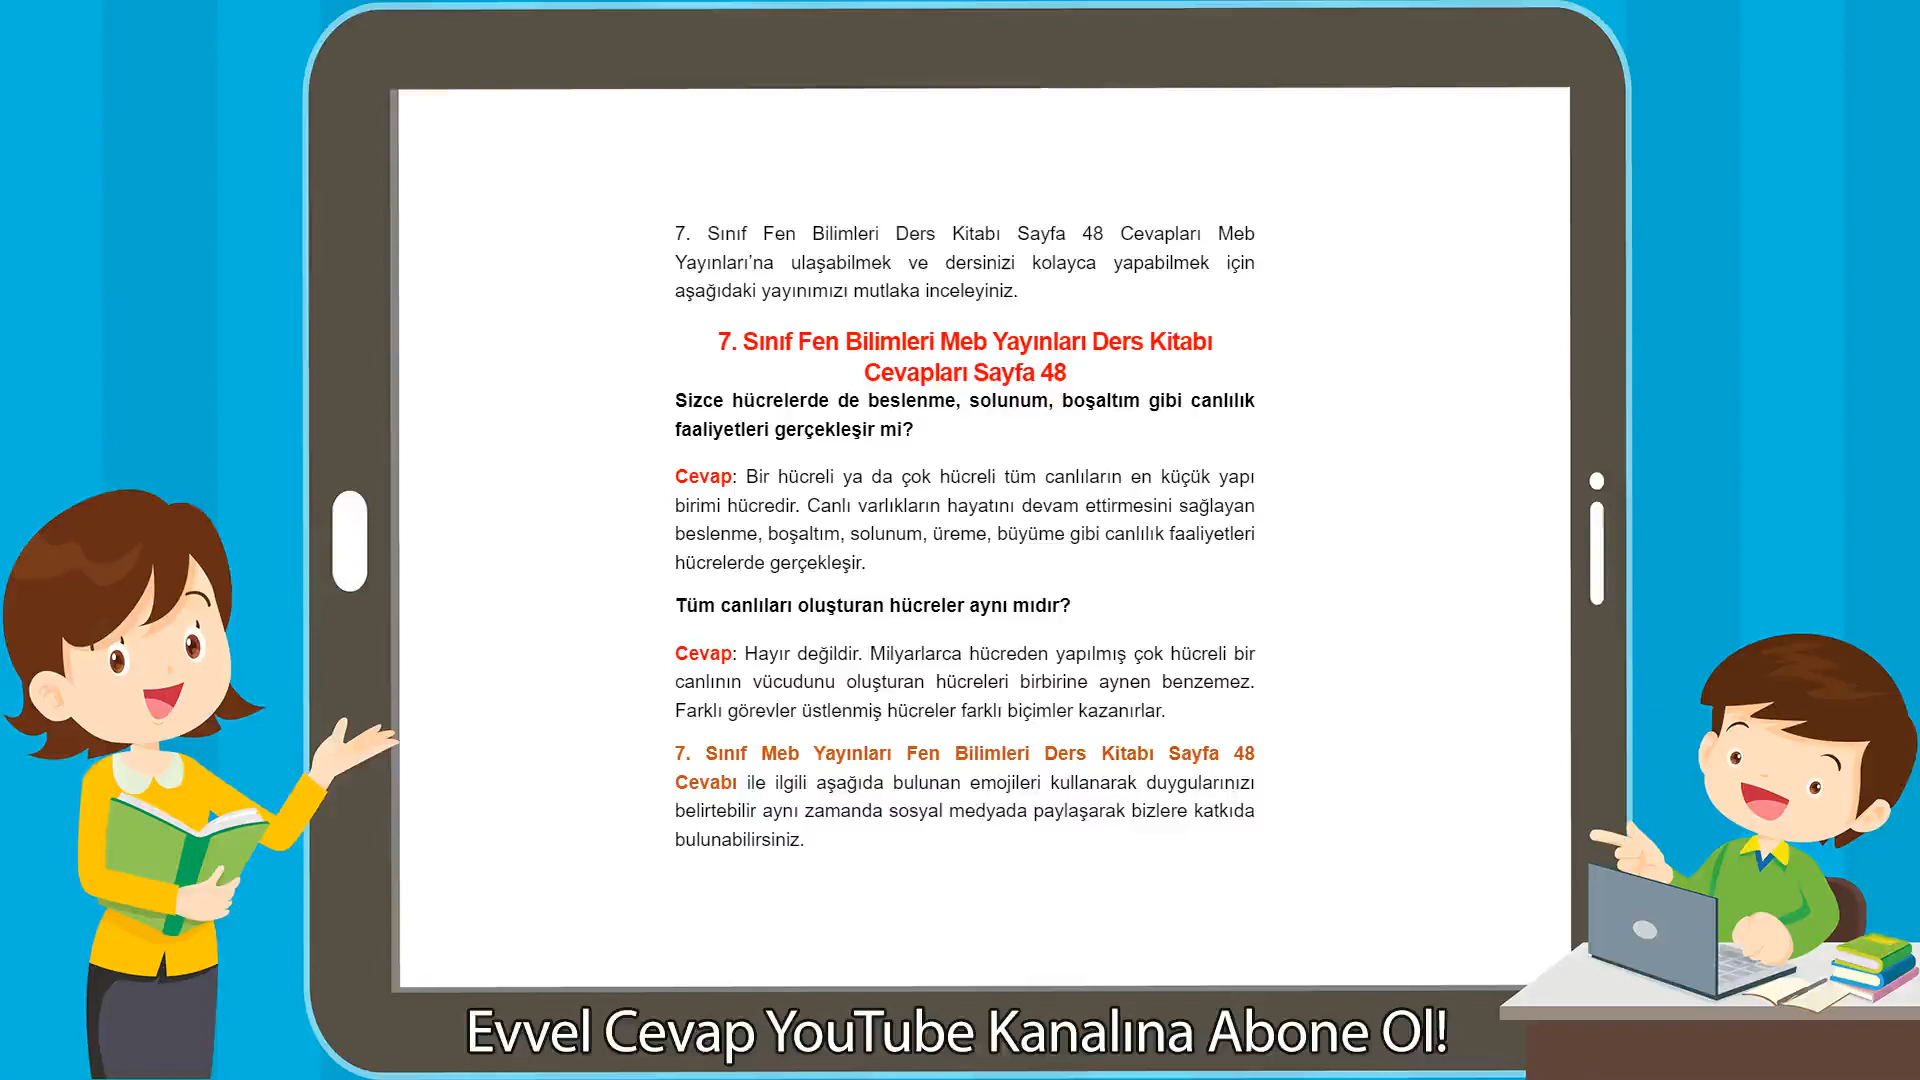 7. Sınıf Fen Bilimleri Ders Kitabı Sayfa 48 Cevapları Meb
Yayınları’na ulaşabilmek ve dersinizi kolayca yapabilmek için
aşağıdaki yayınımızı mutlaka inceleyiniz.
7. Sınıf Fen Bilimleri Meb Yayınları Ders Kitabı
Cevapları Sayfa 48
Sizce hücrelerde de beslenme, solunum, boşaltım gibi canlılık
faaliyetleri gerçekleşir mi?
Cevap: Bir hücreli ya da çok hücreli tüm canlıların en küçük yapı
birimi hücredir. Canlı varlıkların hayatını devam ettirmesini sağlayan
beslenme, boşaltım, solunum, üreme, büyüme gibi canlılık faaliyetleri
hücrelerde gerçekleşir.
Tüm canlıları oluşturan hücreler aynı mıdır?
Cevap: Hayır değildir. Milyarlarca hücreden yapılmış çok hücreli bir
canlının vücudunu oluşturan hücreleri birbirine aynen benzemez.
Farklı görevler üstlenmiş hücreler farklı biçimler kazanırlar.
7. Sınıf Meb Yayınları Fen Bilimleri Ders Kitabı Sayfa 48
Cevabı ile ilgili aşağıda bulunan emojileri kullanarak duygularınızı
belirtebilir aynı zamanda sosyal medyada paylaşarak bizlere katkıda
bulunabilirsiniz.
Evvel Cevap YouTube Kanalına Abone Ol!